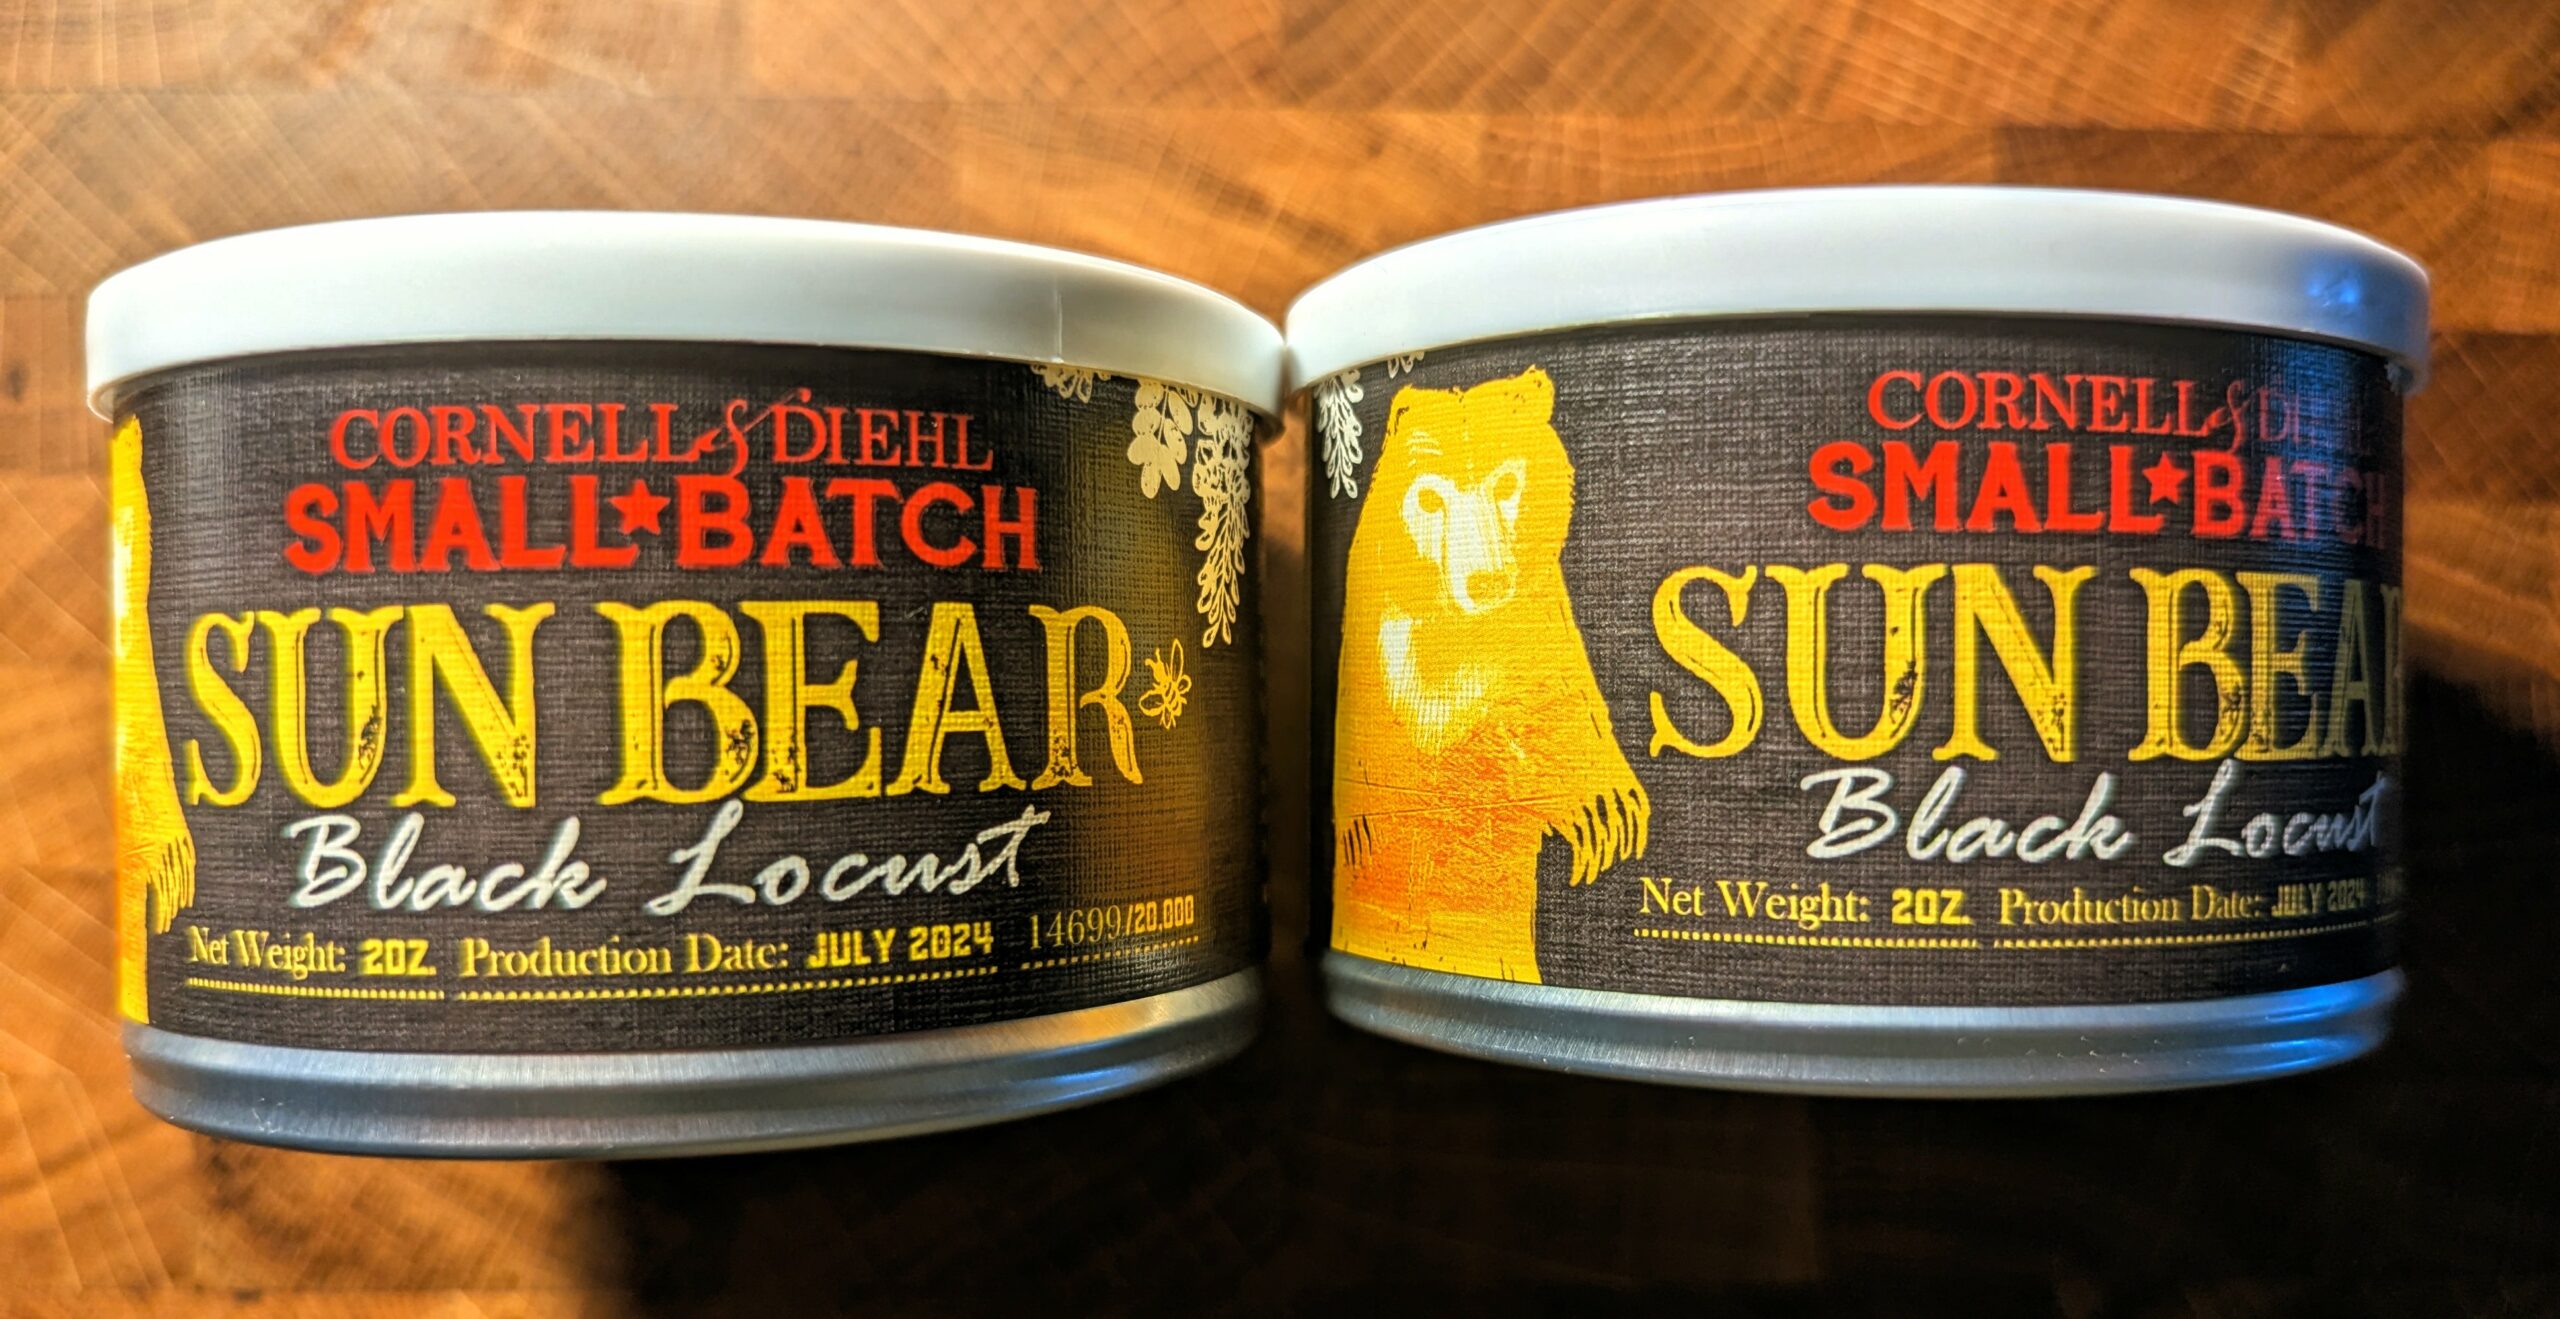 CORNELL & DIEHL
SMALL★BATCH
SUN BEAR
Black Locust
Net Weight: 2OZ. Production Date: JULY 2024 14699/20,000
CORNELL &
SMALL★BATCH
SUN BEAR
Black Locust
Net Weight: 2OZ. Production Date: JULY 2024